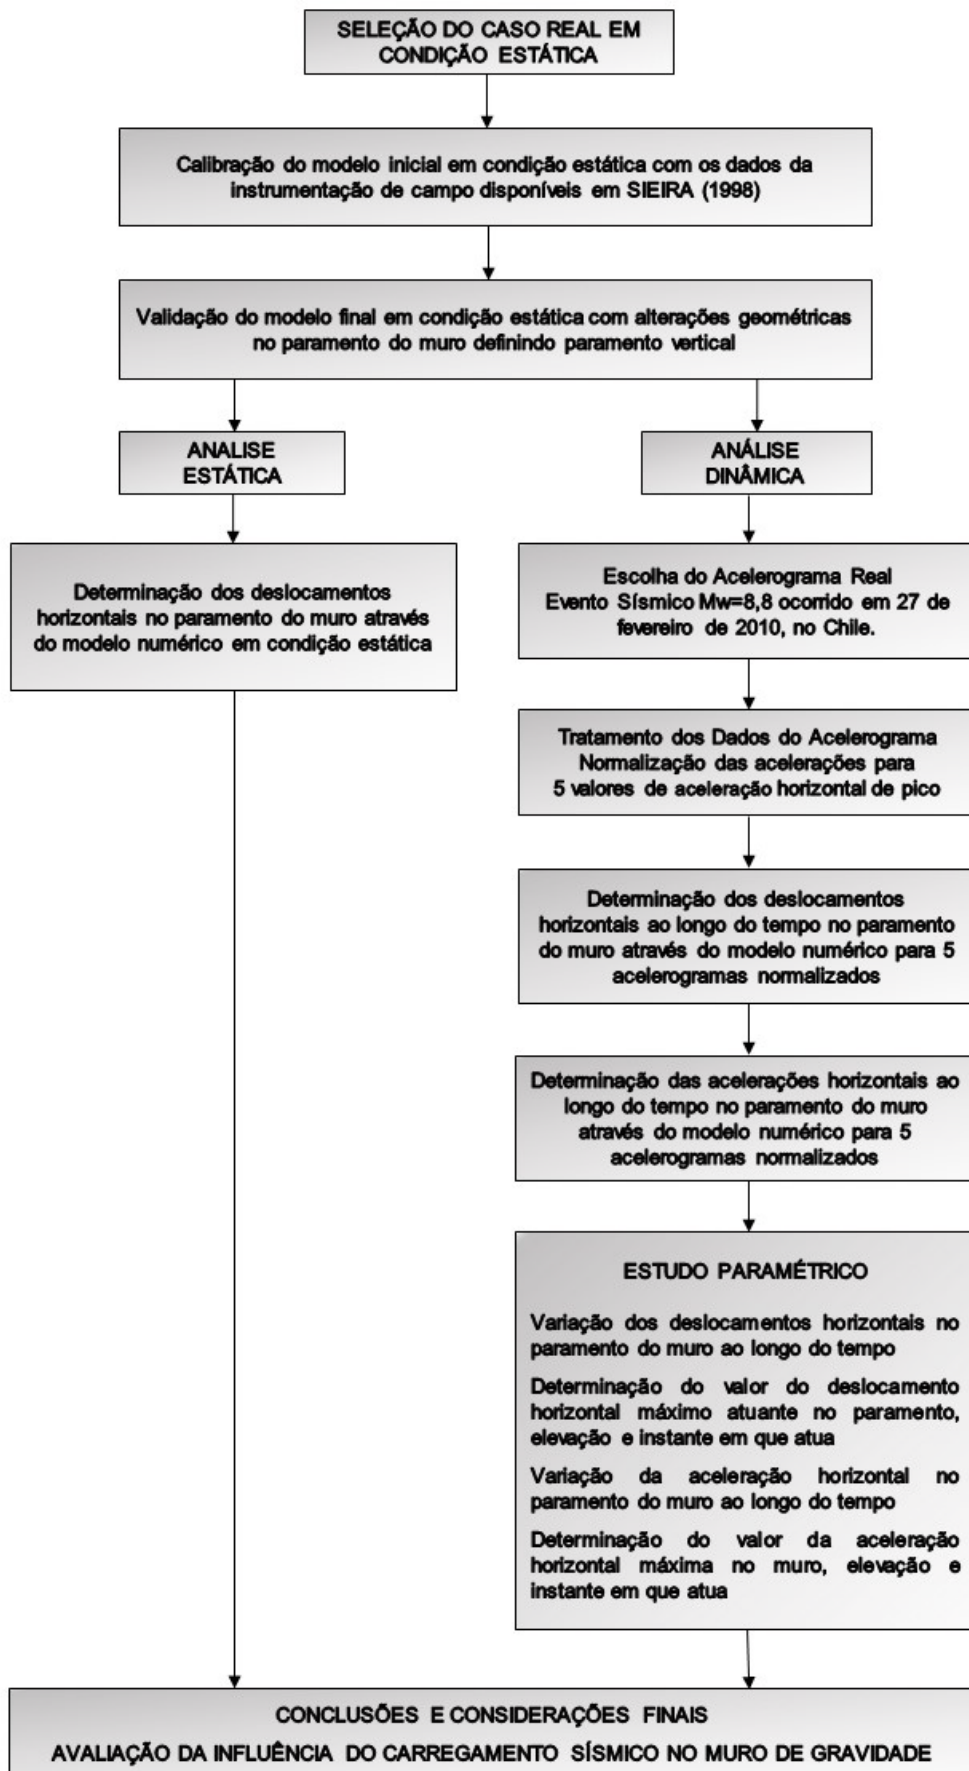 SELEÇÃO DO CASO REAL EM
CONDIÇÃO ESTÁTICA
Calibração do modelo inicial em condição estática com os dados da
instrumentação de campo disponíveis em SIEIRA (1998)
Validação do modelo final em condição estática com alterações geométricas
no paramento do muro definindo paramento vertical
ANALISE
ESTÁTICA
Determinação dos deslocamentos
horizontais no paramento do muro através
do modelo numérico em condição estática
ANÁLISE
DINÂMICA
Escolha do Acelerograma Real
Evento Sísmico Mw=8,8 ocorrido em 27 de
fevereiro de 2010, no Chile.
Tratamento dos Dados do Acelerograma
Normalização das acelerações para
5 valores de aceleração horizontal de pico
Determinação dos deslocamentos
horizontais ao longo do tempo no paramento
do muro através do modelo numérico para 5
acelerogramas normalizados
Determinação das acelerações horizontais ao
longo do tempo no paramento do muro
através do modelo numérico para 5
acelerogramas normalizados
ESTUDO PARAMÉTRICO
Variação dos deslocamentos horizontais no
paramento do muro ao longo do tempo
Determinação do valor do deslocamento
horizontal máximo atuante no paramento,
elevação e instante em que atua
Variação da aceleração horizontal no
paramento do muro ao longo do tempo
Determinação do valor da aceleração
horizontal máxima no muro, elevação e
instante em que atua
CONCLUSÕES E CONSIDERAÇÕES FINAIS
AVALIAÇÃO DA INFLUÊNCIA DO CARREGAMENTO SÍSMICO NO MURO DE GRAVIDADE